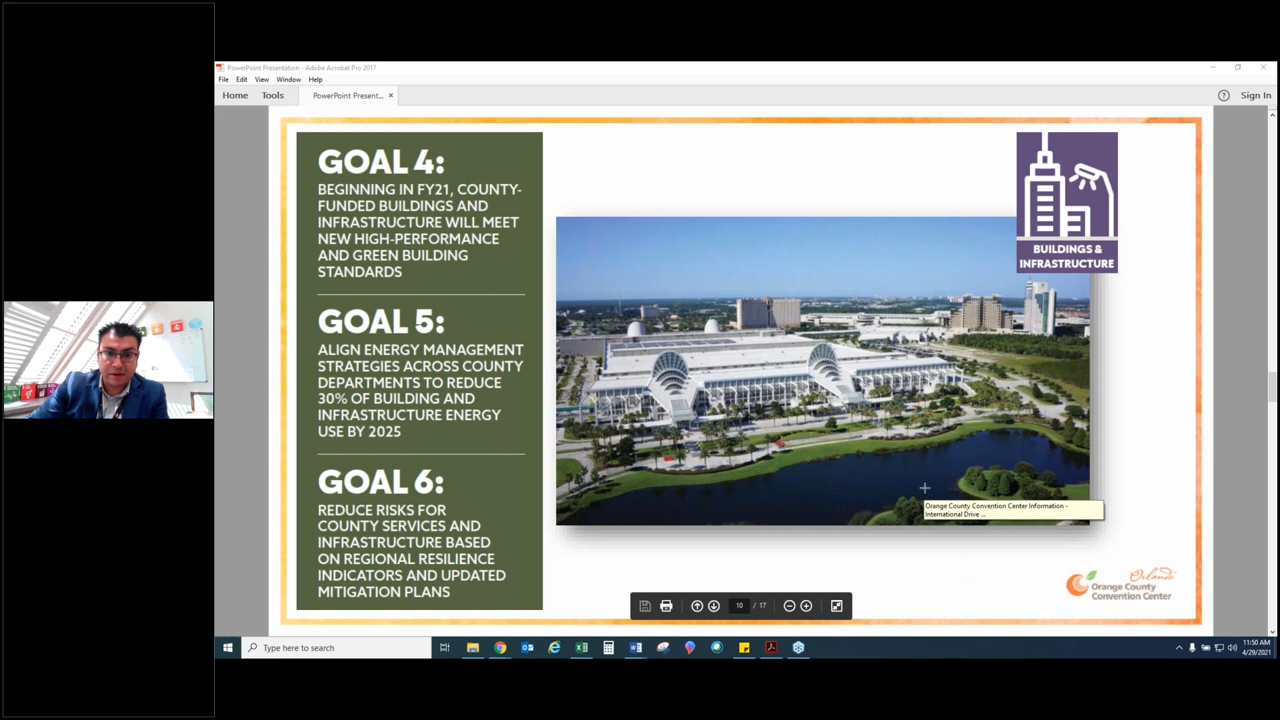 PowerPoint Presentation - Adobe Acrobat Pro 2017
File Edit View Window Help
Home Tools PowerPoint Present... × Sign In
GOAL 4:
BEGINNING IN FY21, COUNTY-
FUNDED BUILDINGS AND
INFRASTRUCTURE WILL MEET
NEW HIGH-PERFORMANCE
AND GREEN BUILDING
STANDARDS
GOAL 5:
ALIGN ENERGY MANAGEMENT
STRATEGIES ACROSS COUNTY
DEPARTMENTS TO REDUCE
30% OF BUILDING AND
INFRASTRUCTURE ENERGY
USE BY 2025
GOAL 6:
REDUCE RISKS FOR
COUNTY SERVICES AND
INFRASTRUCTURE BASED
ON REGIONAL RESILIENCE
INDICATORS AND UPDATED
MITIGATION PLANS
BUILDINGS &
INFRASTRUCTURE
Orange County Convention Center Information -
International Drive ...
Orlando
Orange County
Convention Center
10 / 17
Type here to search
11:50 AM
4/29/2021